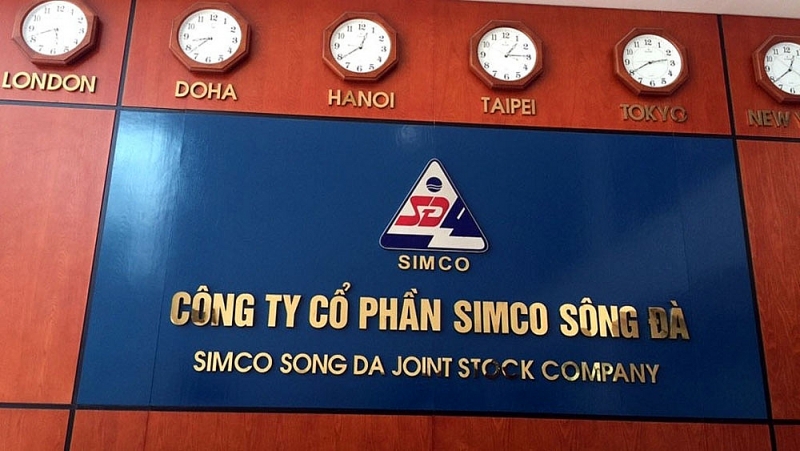 LONDON
DOHA
HANOI
TAIPEI
TOKYO
NEW
SDU
SIMCO
CÔNG TY CỔ PHẦN SIMCO SÔNG ĐÀ
SIMCO SONG DA JOINT STOCK COMPANY